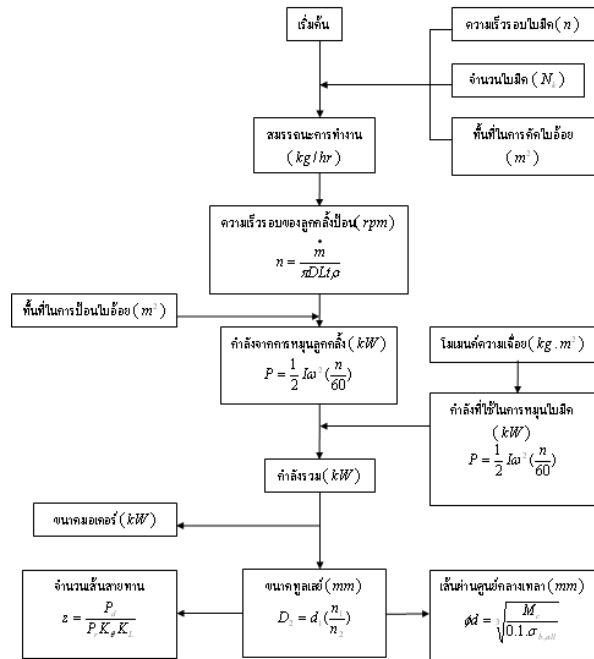 เริ่มต้น
ความเร็วรอบใบมีด (n)
จำนวนใบมีด (N_k)
พื้นที่ในการตัดใบอ้อย
(m²)
สมรรถนะการทำงาน
(kg/hr)
ความเร็วรอบของลูกกลิ้งป้อน (rpm)
n = ṁ / πDLt,σ
พื้นที่ในการป้อนใบอ้อย (m²)
กำลังจากการหมุนลูกกลิ้ง (kW)
P = 1/2 Iω² (n/60)
โมเมนต์ความเฉื่อย (kg.m²)
กำลังที่ใช้ในการหมุนใบมีด
(kW)
P = 1/2 Iω² (n/60)
กำลังรวม (kW)
ขนาดมอเตอร์ (kW)
จำนวนเส้นสายพาน
z = P_d / P_r K_θ K_L
ขนาดพูลเลย์ (mm)
D₂ = d₁ (n₁/n₂)
เส้นผ่านศูนย์กลางเพลา (mm)
φd = ³√(M_v / 0.1.σ_b,all)